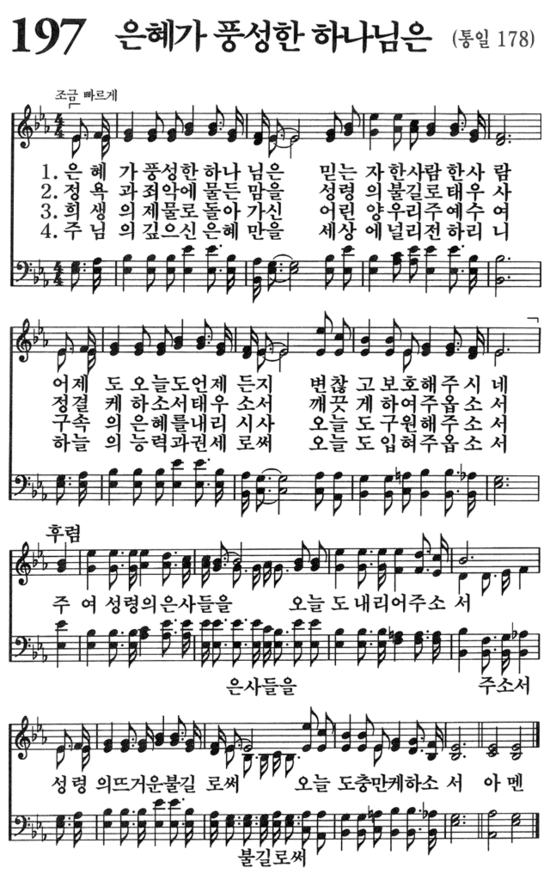 197 은혜가 풍성한 하나님은 (통일 178)
조금 빠르게
1. 은 혜 가 풍성한 하나 님은 믿는 자 한사람 한사 람
2. 정 욕 과 죄악에 물든 맘을 성령 의 불길로 태우 사
3. 희 생 의 제물로 돌아 가신 어린 양 우리 주 예수 여
4. 주 님 의 깊으신 은혜 만을 세상 에 널리 전하리 니
어제 도 오늘도 언제 든지 변찮 고 보호해 주시 네
정결 케 하소서 태우 소서 깨끗 게 하여 주옵소 서
구속 의 은혜를 내리 시사 오늘 도 구원해 주소 서
하늘 의 능력과 권세 로써 오늘 도 입혀 주옵소 서
후렴
주 여 성령의 은사들을 오늘 도 내리어 주소 서
은사들을 주소서
성령 의 뜨거운 불길 로써 오늘 도 충만케 하소 서 아멘
불길로써